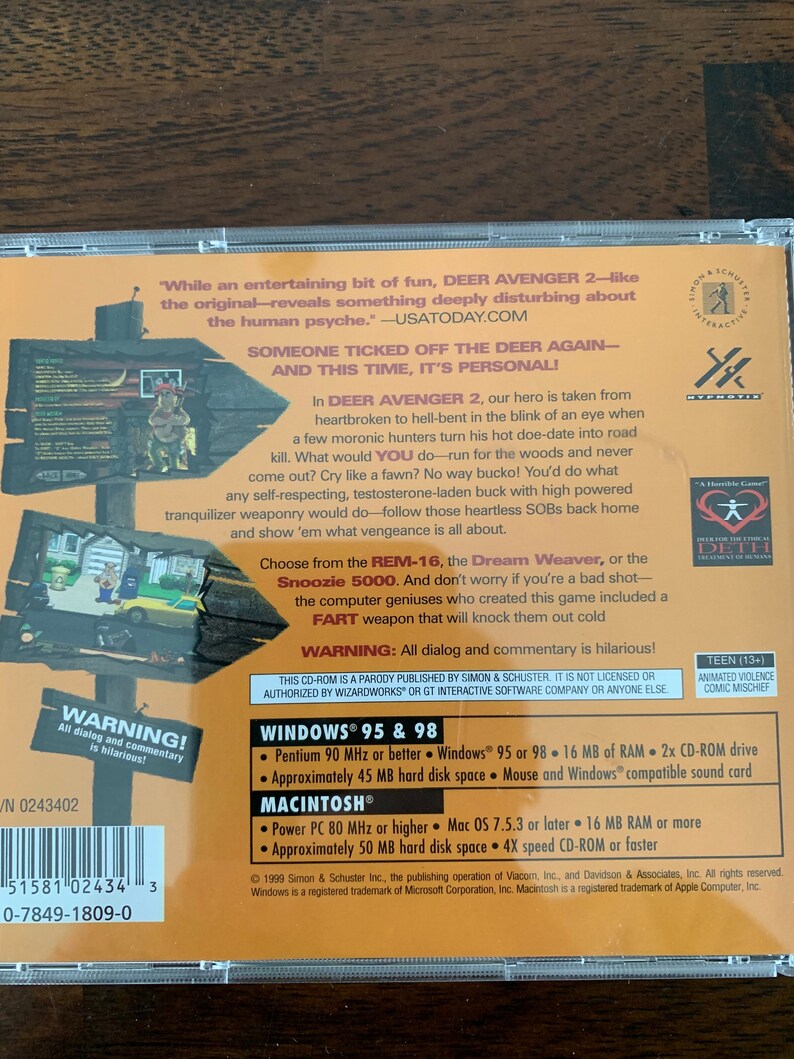 "While an entertaining bit of fun, DEER AVENGER 2—like
the original—reveals something deeply disturbing about
the human psyche." —USATODAY.COM
SIMON & SCHUSTER
INTERACTIVE
SOMEONE TICKED OFF THE DEER AGAIN—
AND THIS TIME, IT'S PERSONAL!
HYPNOTIX
In DEER AVENGER 2, our hero is taken from
heartbroken to hell-bent in the blink of an eye when
a few moronic hunters turn his hot doe-date into road
kill. What would YOU do—run for the woods and never
come out? Cry like a fawn? No way bucko! You'd do what
any self-respecting, testosterone-laden buck with high powered
tranquilizer weaponry would do—follow those heartless SOBs back home
and show 'em what vengeance is all about.
"A Horrible Game!"
DEER FOR THE ETHICAL
DETH
TREATMENT OF HUMANS
Choose from the REM-16, the Dream Weaver, or the
Snoozie 5000. And don't worry if you're a bad shot—
the computer geniuses who created this game included a
FART weapon that will knock them out cold
WARNING: All dialog and commentary is hilarious!
TEEN (13+)
ANIMATED VIOLENCE
COMIC MISCHIEF
THIS CD-ROM IS A PARODY PUBLISHED BY SIMON & SCHUSTER. IT IS NOT LICENSED OR
AUTHORIZED BY WIZARDWORKS® OR GT INTERACTIVE SOFTWARE COMPANY OR ANYONE ELSE.
WARNING!
All dialog and commentary
is hilarious!
WINDOWS® 95 & 98
• Pentium 90 MHz or better • Windows® 95 or 98 • 16 MB of RAM • 2x CD-ROM drive
• Approximately 45 MB hard disk space • Mouse and Windows® compatible sound card
MACINTOSH®
• Power PC 80 MHz or higher • Mac OS 7.5.3 or later • 16 MB RAM or more
• Approximately 50 MB hard disk space • 4X speed CD-ROM or faster
/N 0243402
51581 02434 3
0-7849-1809-0
© 1999 Simon & Schuster Inc., the publishing operation of Viacom, Inc., and Davidson & Associates, Inc. All rights reserved.
Windows is a registered trademark of Microsoft Corporation, Inc. Macintosh is a registered trademark of Apple Computer, Inc.